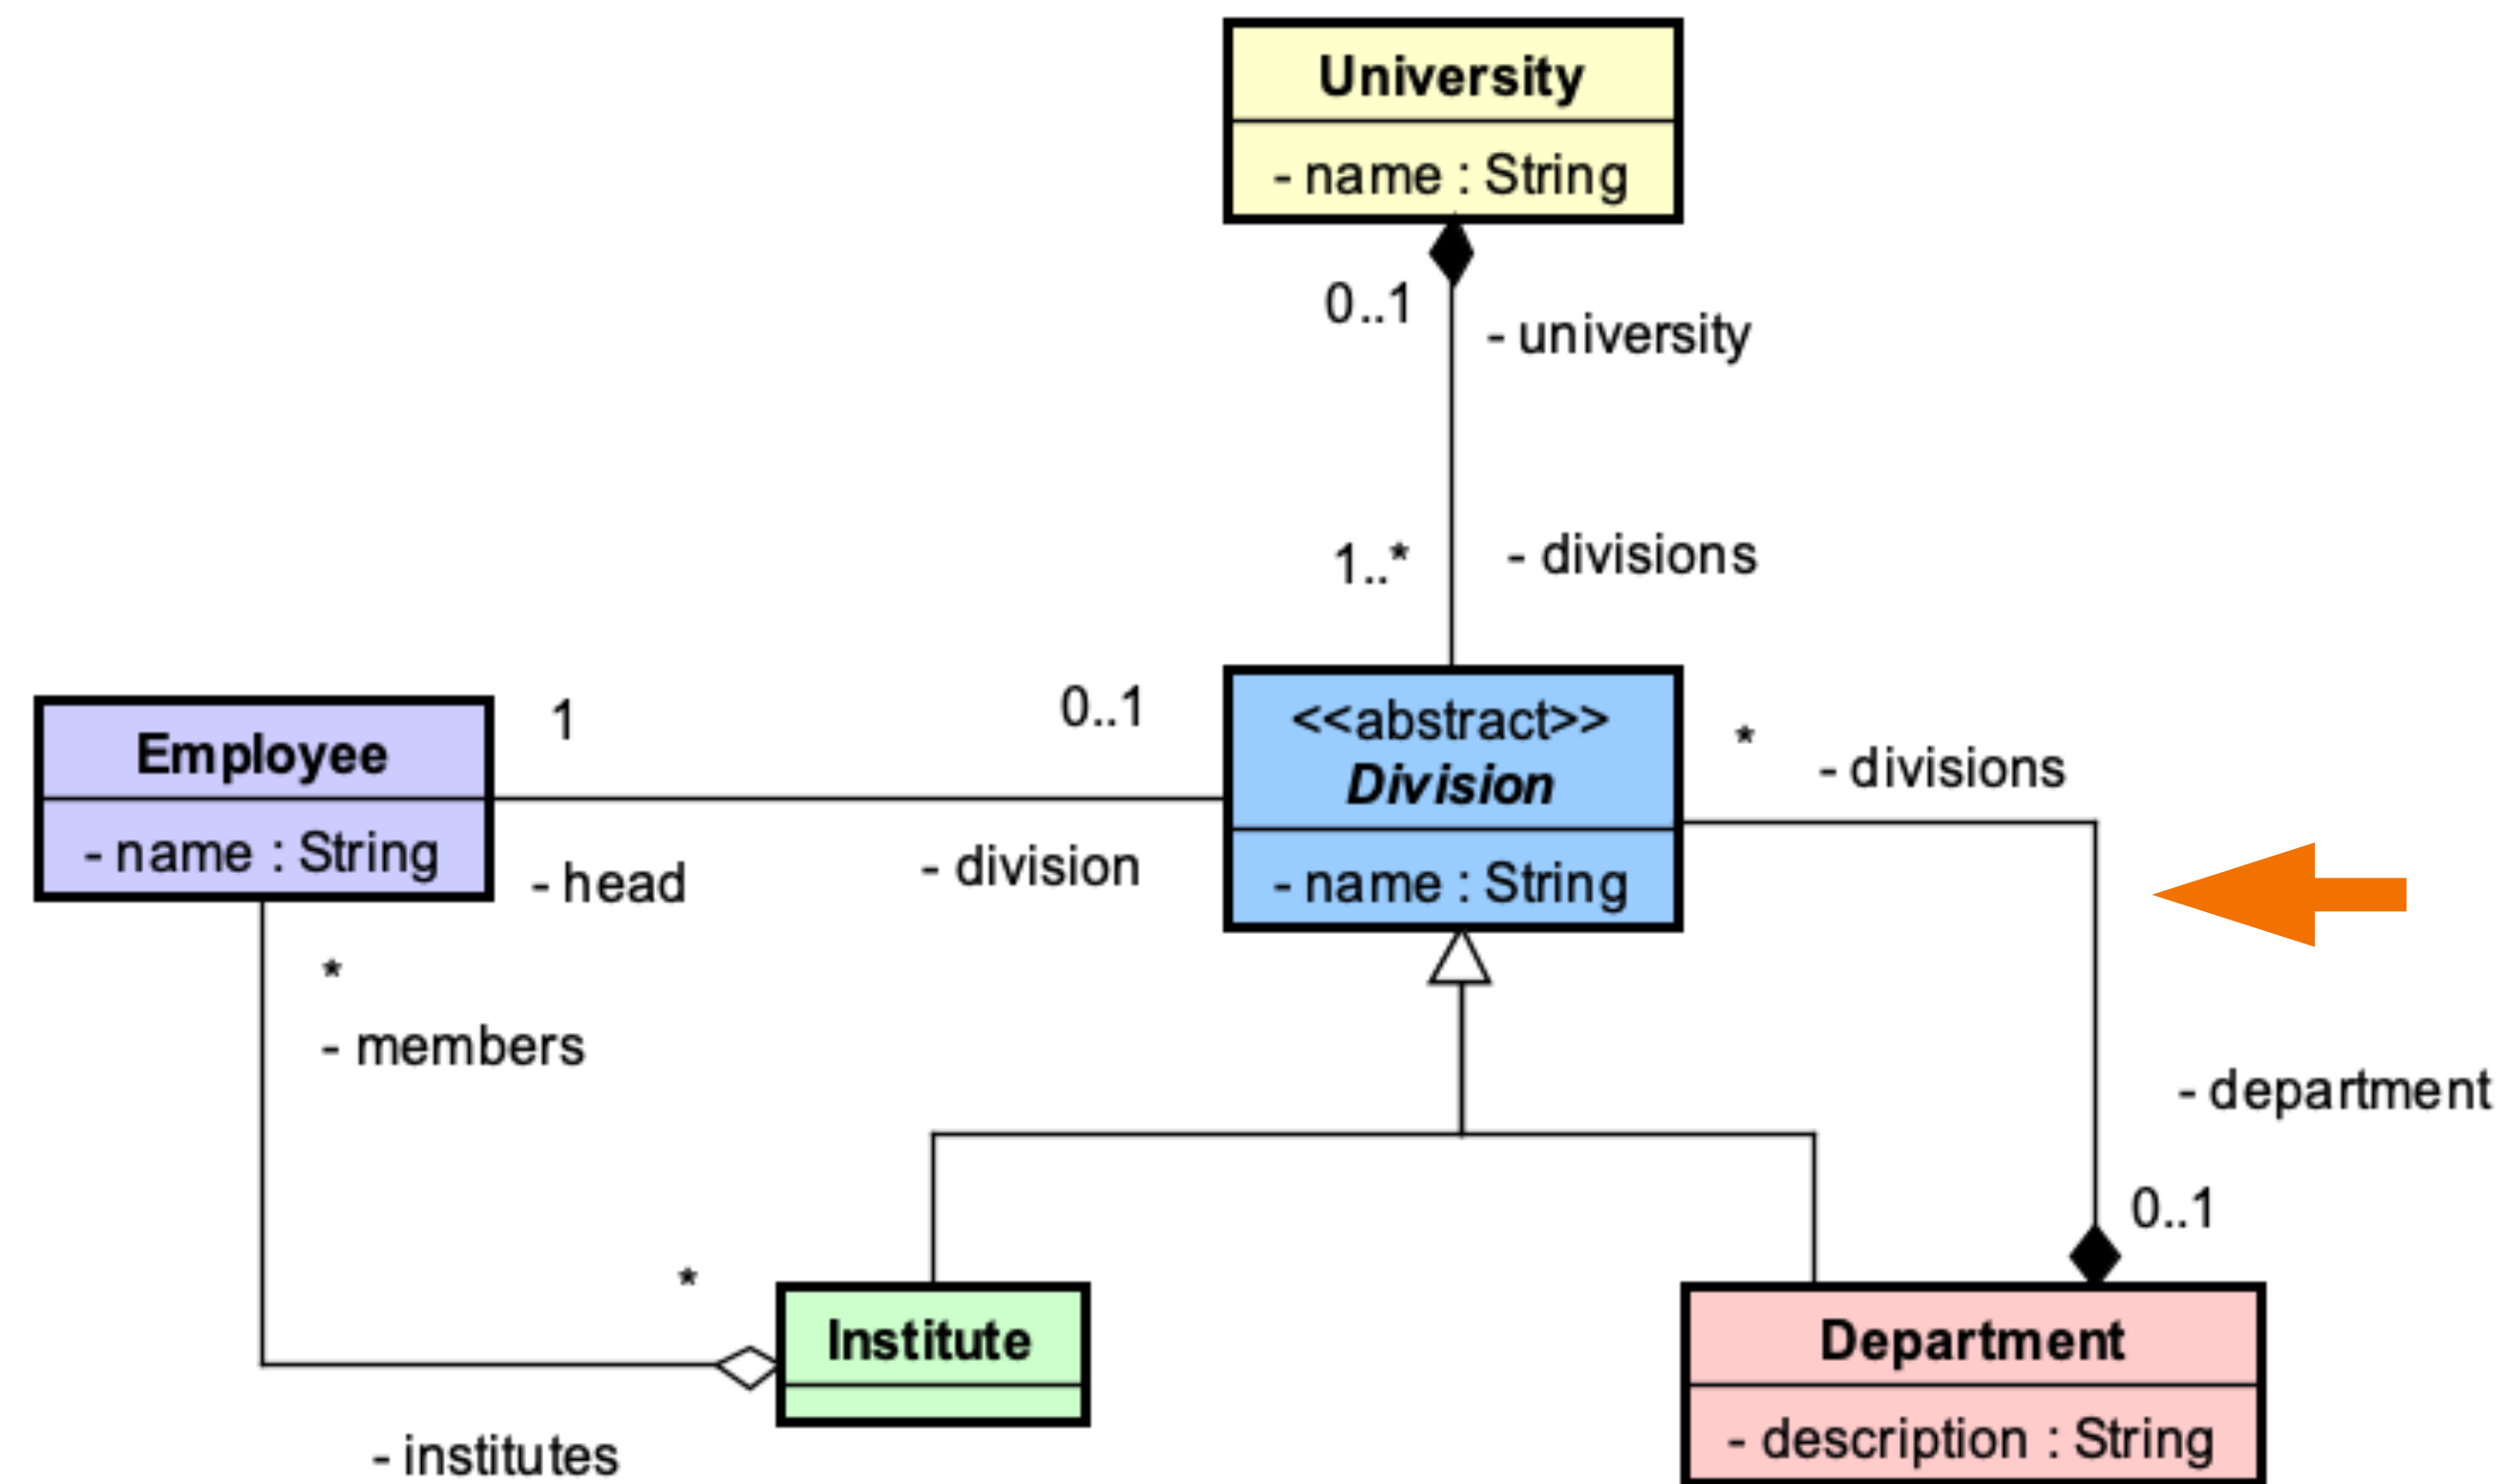 University
- name : String
0..1
- university
1..*
- divisions
Employee
- name : String
1
- head
0..1
- division
<<abstract>>
Division
- name : String
*
- divisions
*
- members
- department
0..1
*
- institutes
Institute
Department
- description : String